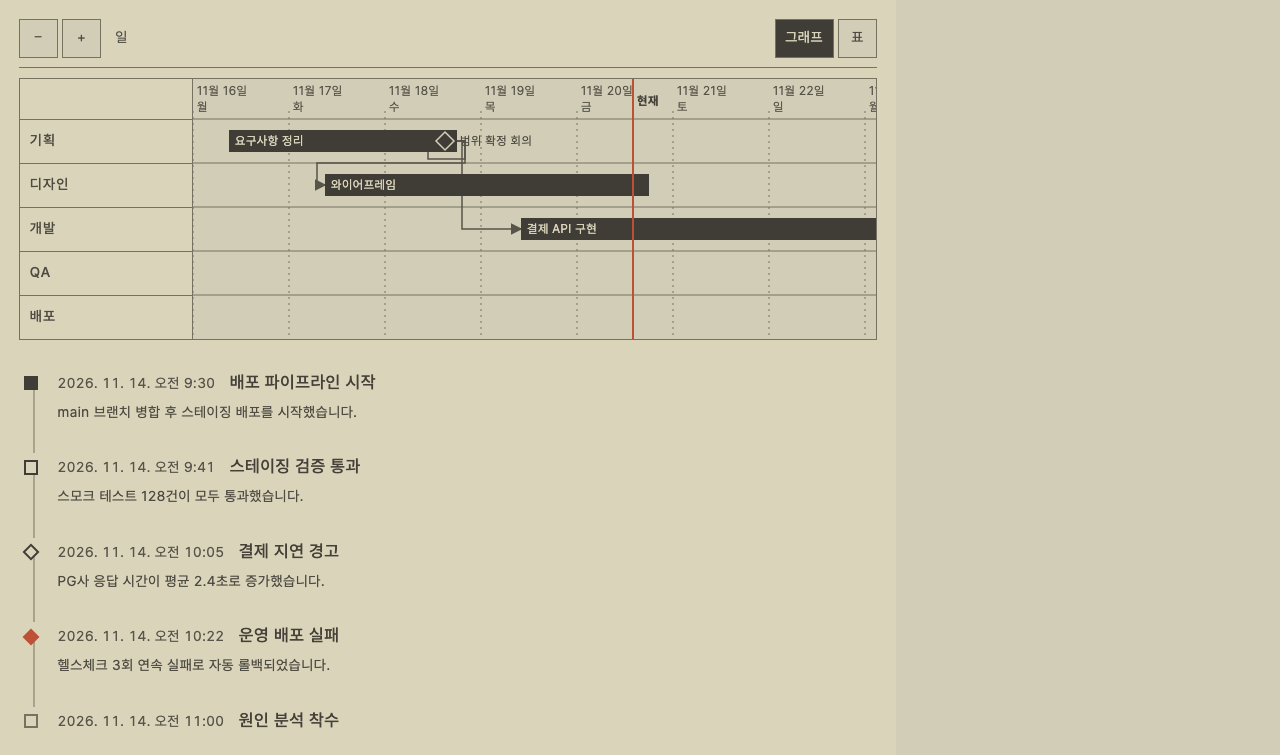 − + 일 그래프 표
11월 16일 11월 17일 11월 18일 11월 19일 11월 20일 11월 21일 11월 22일
월 화 수 목 금 현재 토 일
기획 요구사항 정리 범위 확정 회의
디자인 와이어프레임
개발 결제 API 구현
QA
배포
2026. 11. 14. 오전 9:30 배포 파이프라인 시작
main 브랜치 병합 후 스테이징 배포를 시작했습니다.
2026. 11. 14. 오전 9:41 스테이징 검증 통과
스모크 테스트 128건이 모두 통과했습니다.
2026. 11. 14. 오전 10:05 결제 지연 경고
PG사 응답 시간이 평균 2.4초로 증가했습니다.
2026. 11. 14. 오전 10:22 운영 배포 실패
헬스체크 3회 연속 실패로 자동 롤백되었습니다.
2026. 11. 14. 오전 11:00 원인 분석 착수